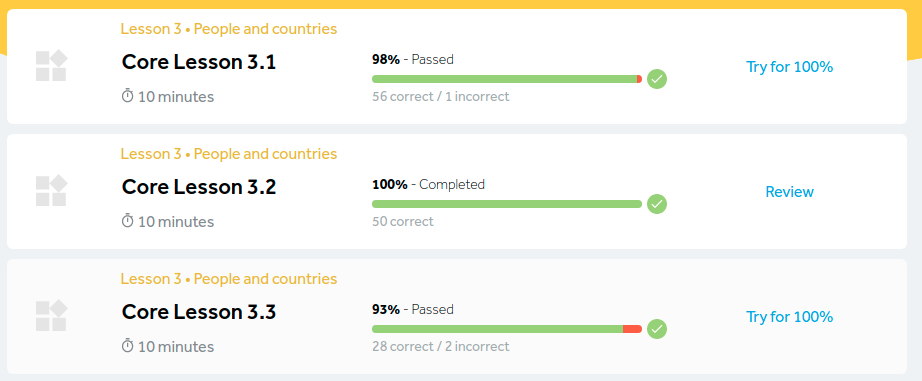 Lesson 3 • People and countries
Core Lesson 3.1
10 minutes
98% - Passed
56 correct / 1 incorrect
Try for 100%
Lesson 3 • People and countries
Core Lesson 3.2
10 minutes
100% - Completed
50 correct
Review
Lesson 3 • People and countries
Core Lesson 3.3
10 minutes
93% - Passed
28 correct / 2 incorrect
Try for 100%